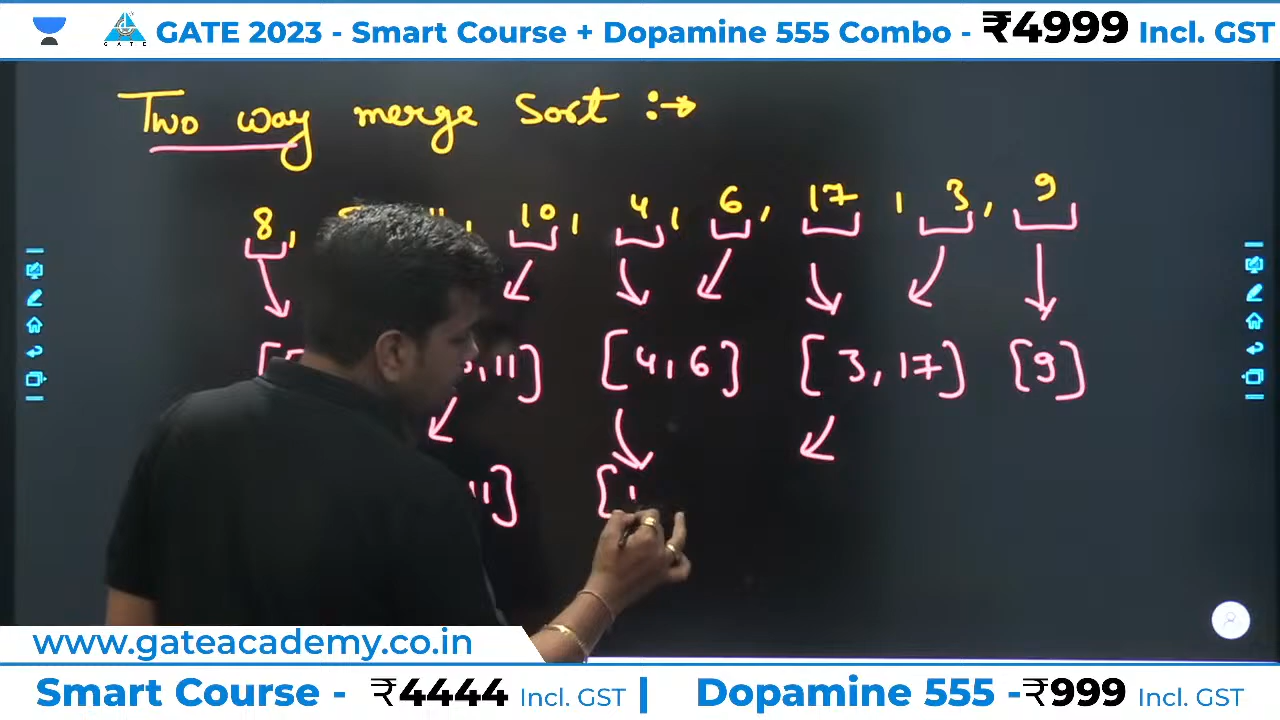 GATE 2023 - Smart Course + Dopamine 555 Combo - ₹4999 Incl. GST
GATE
Two way merge Sort :→
8, 10, 4, 6, 17, 3, 9
,11] [4,6] [3,17] [9]
11] [
www.gateacademy.co.in
Smart Course - ₹4444 Incl. GST | Dopamine 555 -₹999 Incl. GST